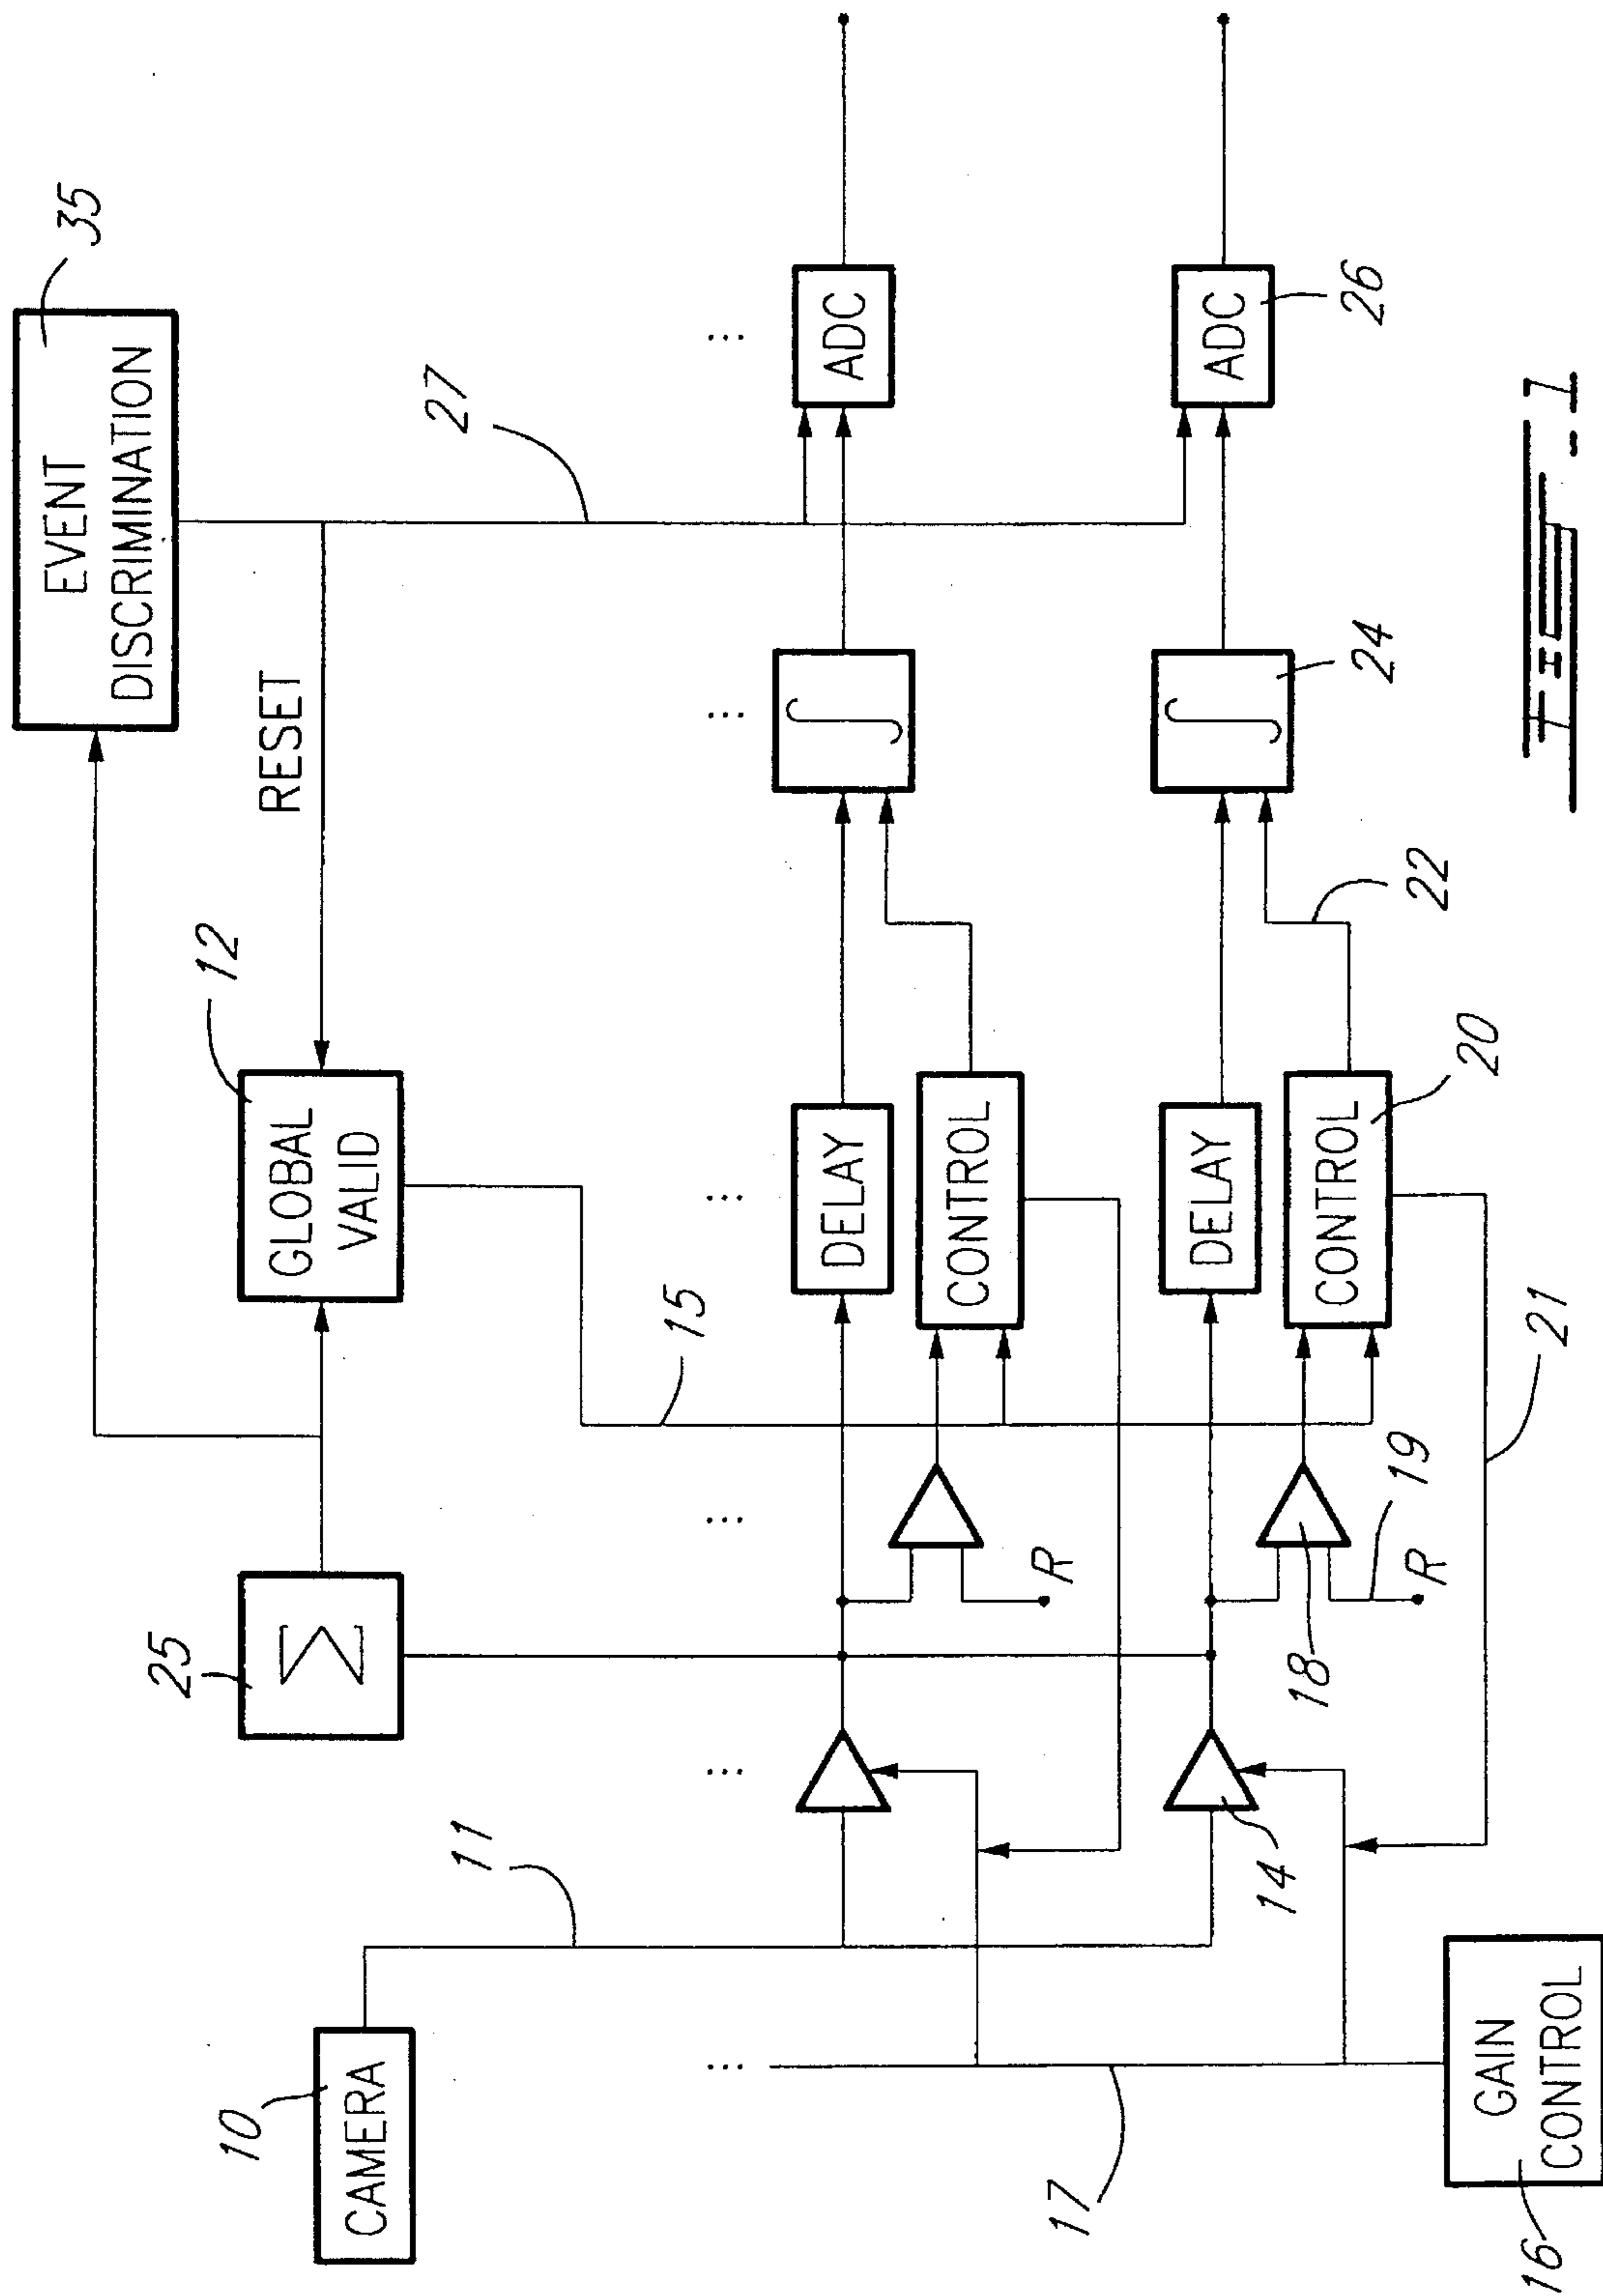 EVENT
DISCRIMINATION
35
27
RESET
GLOBAL
VALID
12
Σ
25
15
CAMERA
10
11
...
...
...
...
...
...
DELAY
CONTROL
∫
ADC
R
DELAY
CONTROL
20
∫
24
ADC
26
22
14
18
19
R
21
17
GAIN
CONTROL
16
FIG. - 1